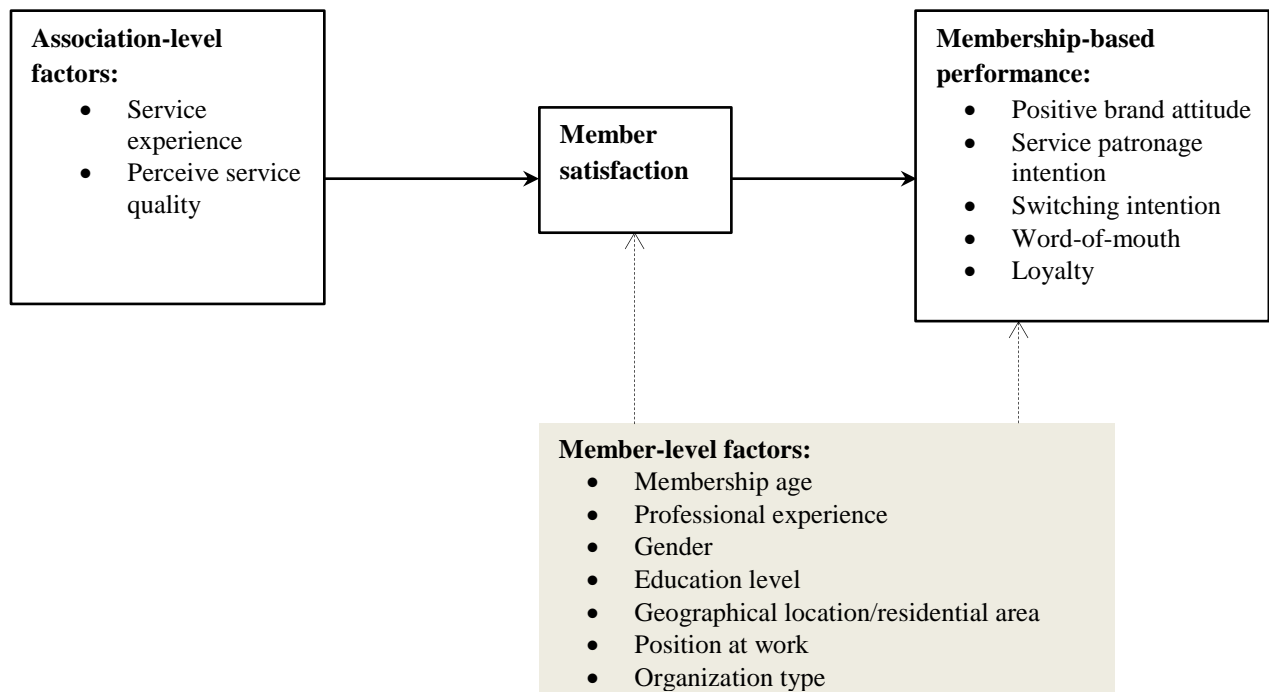 Association-level
factors:
• Service
experience
• Perceive service
quality
Member
satisfaction
Membership-based
performance:
• Positive brand attitude
• Service patronage
intention
• Switching intention
• Word-of-mouth
• Loyalty
Member-level factors:
• Membership age
• Professional experience
• Gender
• Education level
• Geographical location/residential area
• Position at work
• Organization type